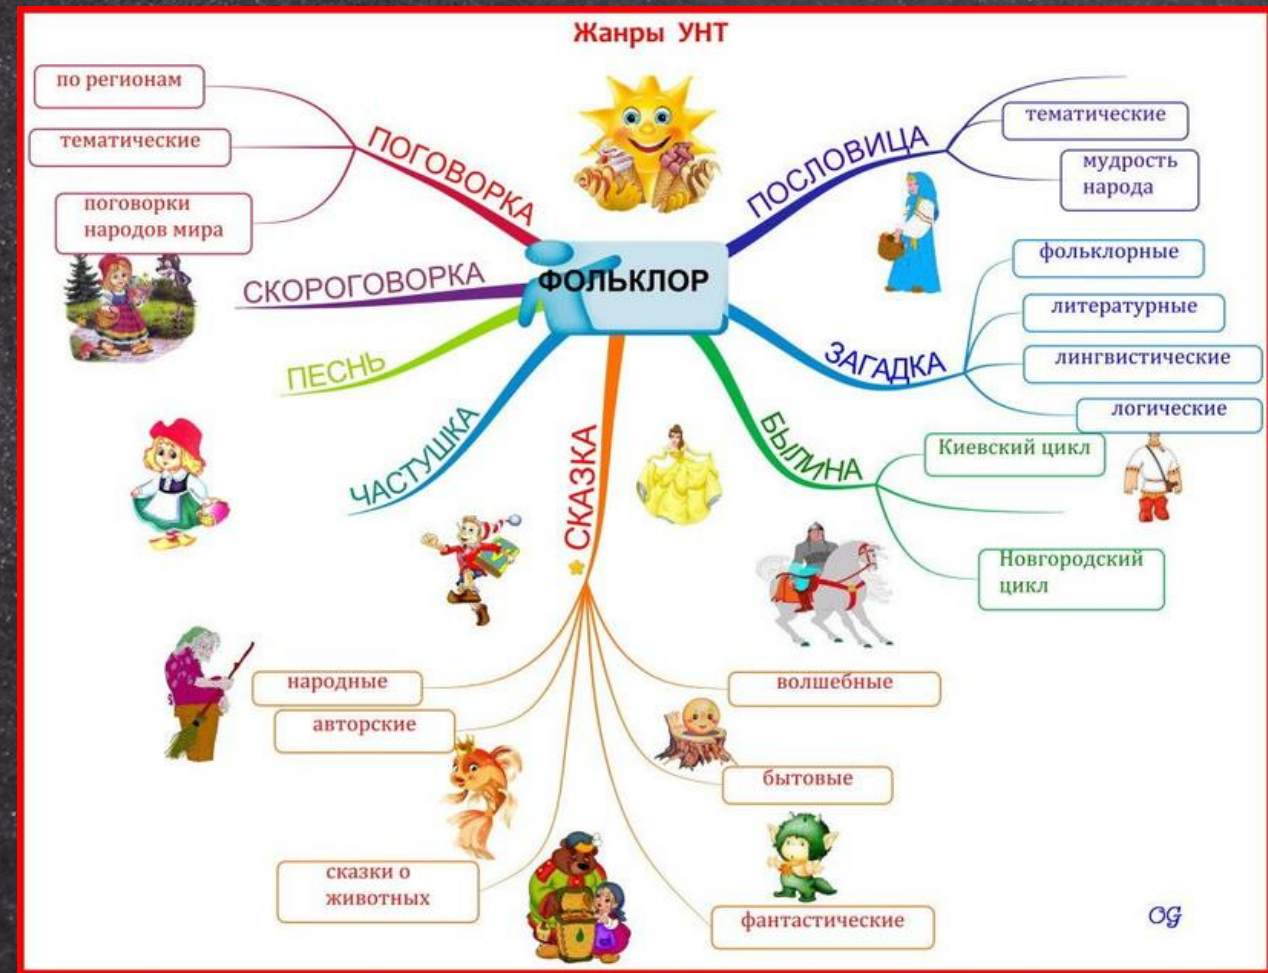 Жанры УНТ
ФОЛЬКЛОР
ПОСЛОВИЦА
тематические
мудрость
народа
ЗАГАДКА
фольклорные
литературные
лингвистические
логические
БЫЛИНА
Киевский цикл
Новгородский
цикл
СКАЗКА
волшебные
бытовые
фантастические
народные
авторские
сказки о
животных
ЧАСТУШКА
ПЕСНЬ
СКОРОГОВОРКА
ПОГОВОРКА
по регионам
тематические
поговорки
народов мира
OG